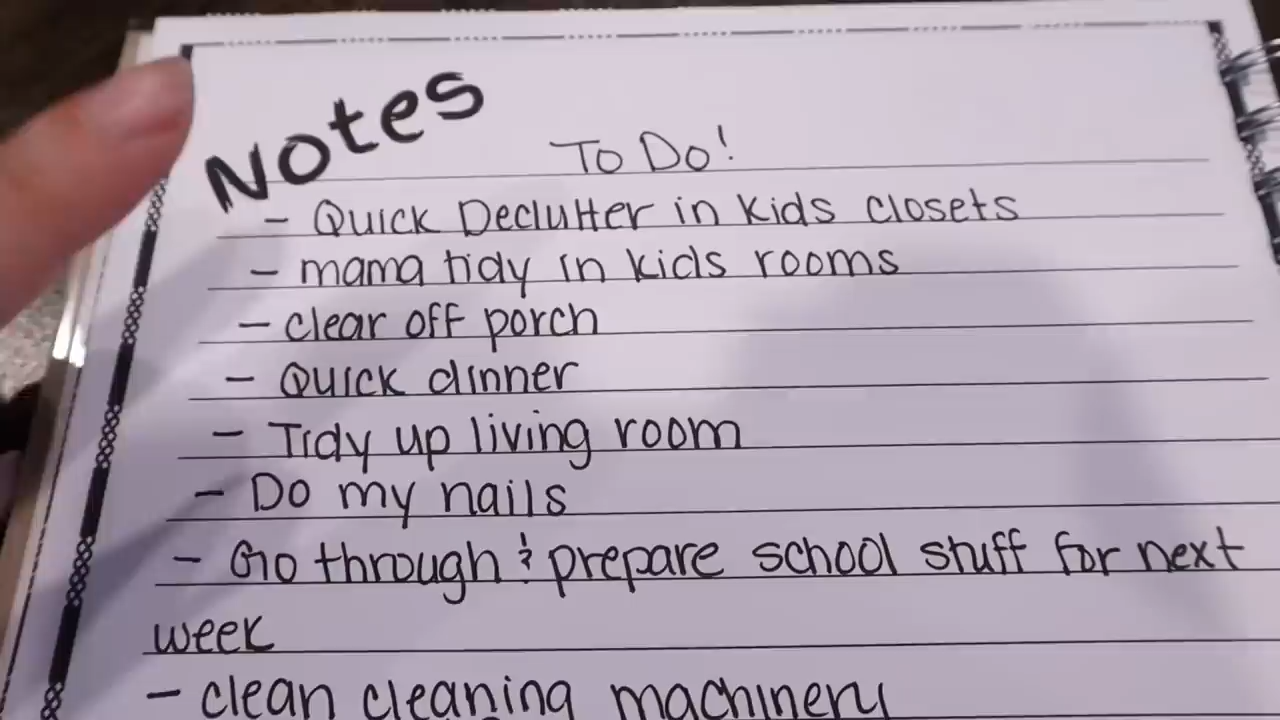 Notes
To Do!
- Quick Declutter in kids closets
- mama tidy in kids rooms
- clear off porch
- Quick dinner
- Tidy up living room
- Do my nails
- Go through & prepare school stuff for next
week
- clean cleaning machinery